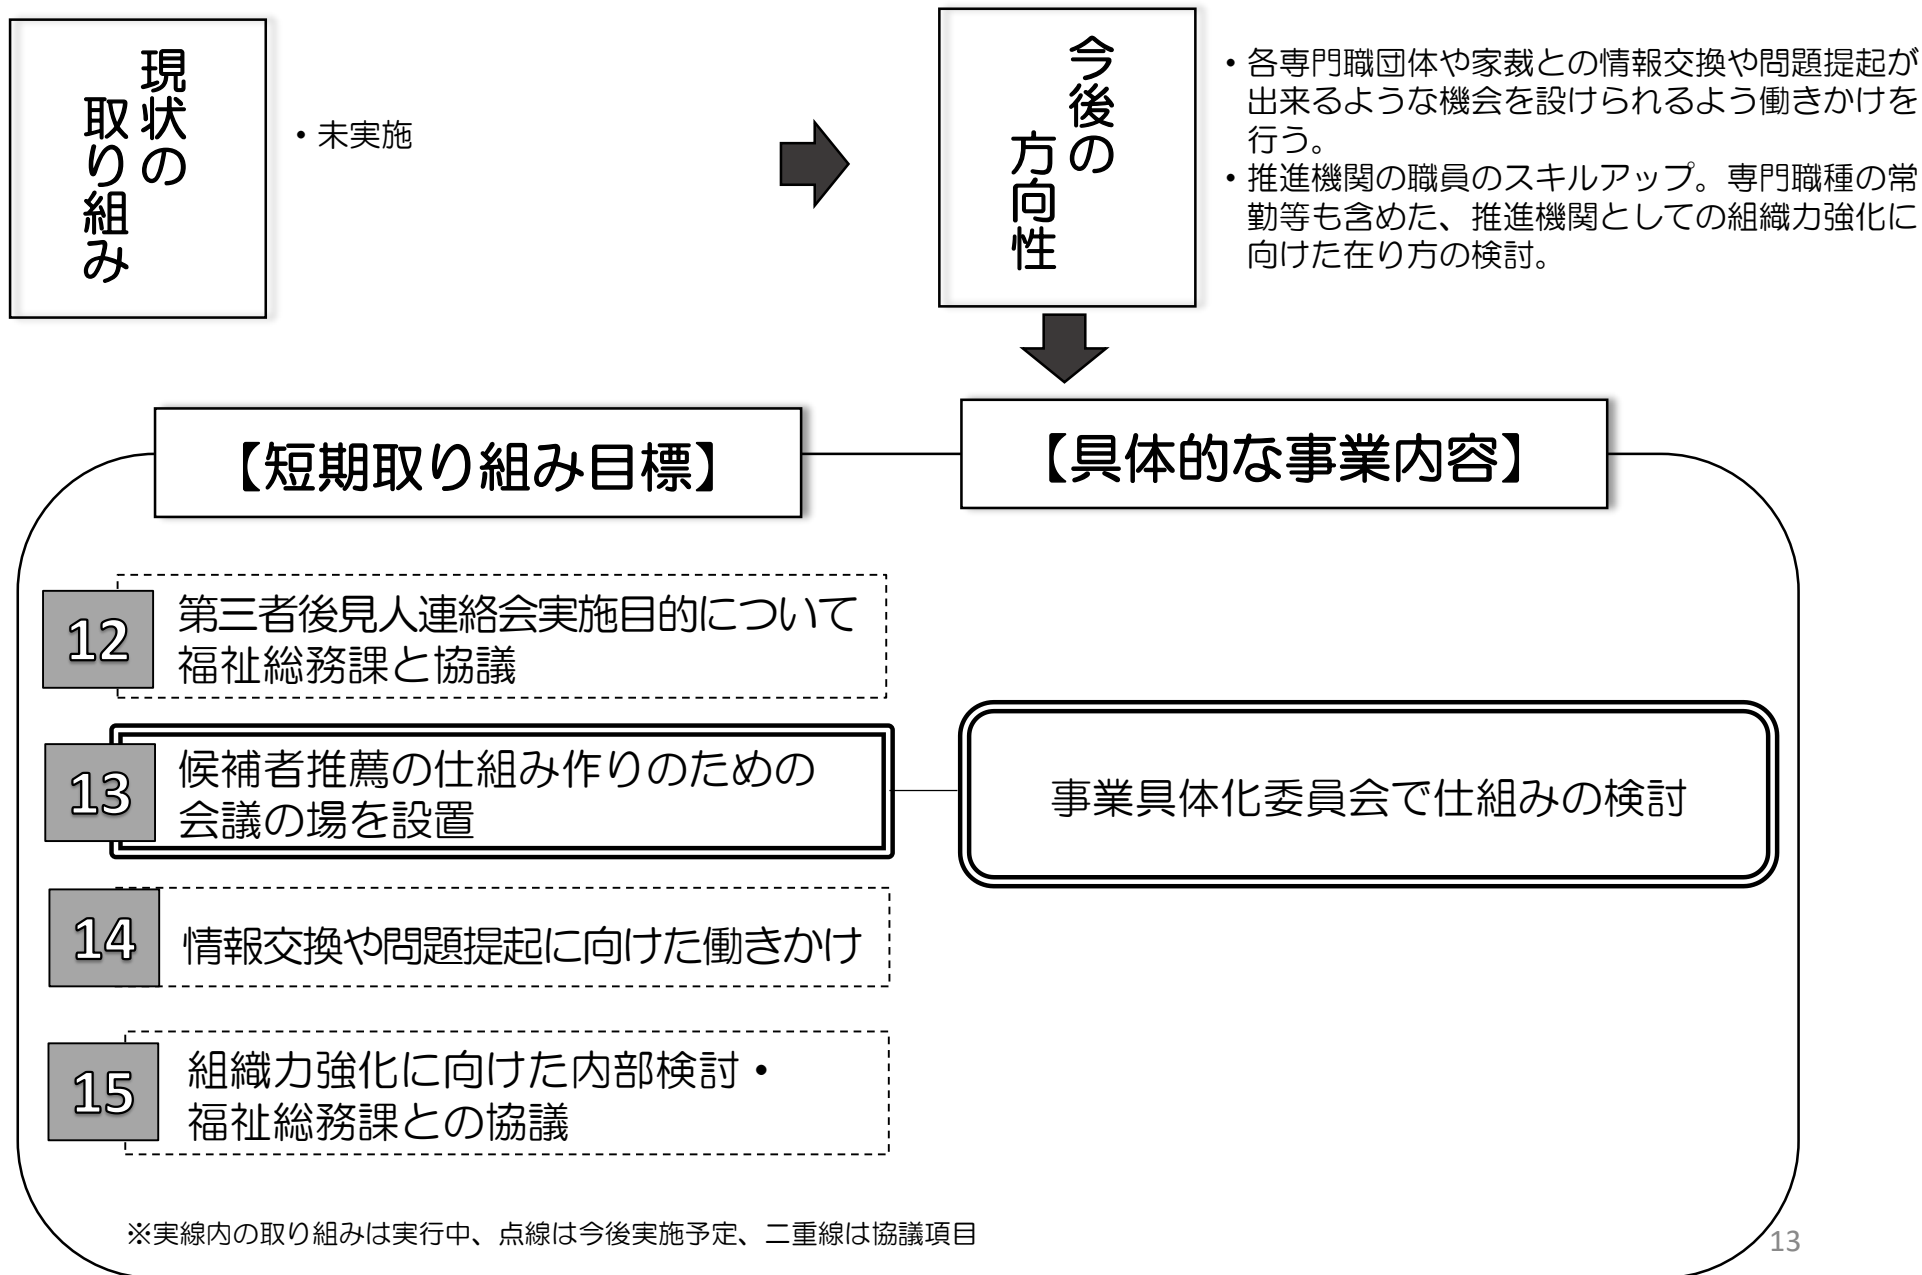 現状の
取り組み
・未実施
今後の
方向性
・各専門職団体や家裁との情報交換や問題提起が
出来るような機会を設けられるよう働きかけを
行う。
・推進機関の職員のスキルアップ。専門職種の常
勤等も含めた、推進機関としての組織力強化に
向けた在り方の検討。
【短期取り組み目標】
【具体的な事業内容】
12
第三者後見人連絡会実施目的について
福祉総務課と協議
13
候補者推薦の仕組み作りのための
会議の場を設置
事業具体化委員会で仕組みの検討
14
情報交換や問題提起に向けた働きかけ
15
組織力強化に向けた内部検討・
福祉総務課との協議
※実線内の取り組みは実行中、点線は今後実施予定、二重線は協議項目
13